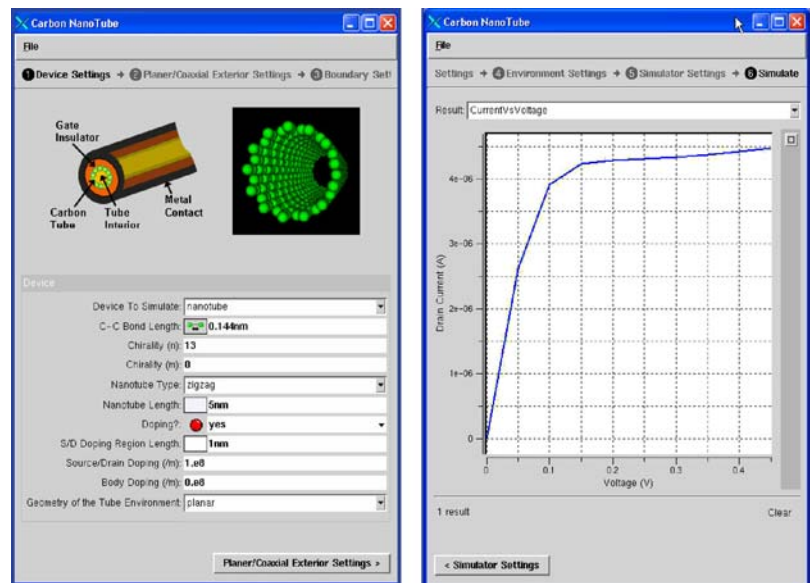 Carbon NanoTube
File
1 Device Settings → 2 Planer/Coaxial Exterior Settings → 3 Boundary Sett
Gate
Insulator
Carbon
Tube
Tube
Interior
Metal
Contact
Device
Device To Simulate: nanotube
C-C Bond Length: 0.144nm
Chirality (n): 13
Chirality (m): 0
Nanotube Type: zigzag
Nanotube Length: 5nm
Doping?: yes
S/D Doping Region Length: 1nm
Source/Drain Doping (/m): 1.e8
Body Doping (/m): 0.e8
Geometry of the Tube Environment: planar
Planer/Coaxial Exterior Settings >
Carbon NanoTube
File
Settings → 4 Environment Settings → 5 Simulator Settings → 6 Simulate
Result: CurrentVsVoltage
4e-06
3e-06
2e-06
1e-06
0
Drain Current (A)
0 0.1 0.2 0.3 0.4
Voltage (V)
1 result Clear
< Simulator Settings